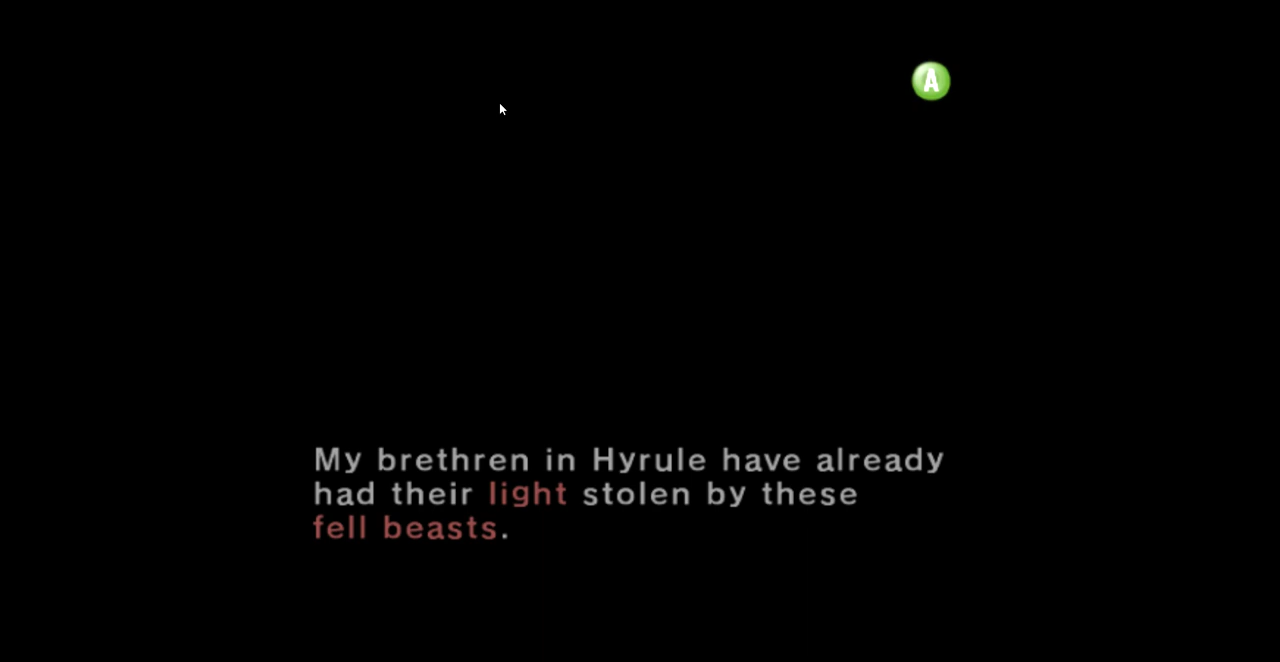 A
My brethren in Hyrule have already
had their light stolen by these
fell beasts.